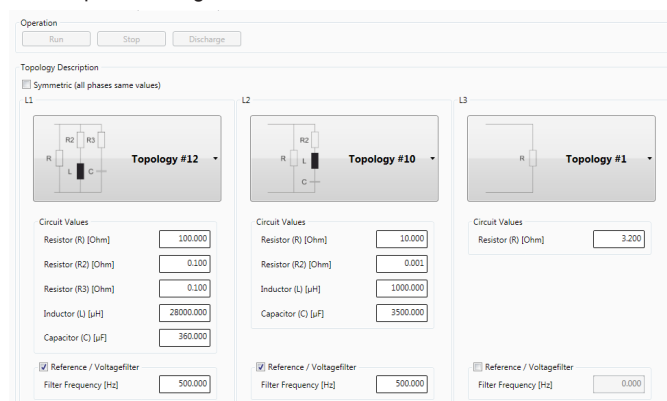 Operation
Run Stop Discharge
Topology Description
Symmetric (all phases same values)
L1 L2 L3
R R2 R3 L C Topology #12
R R2 L C Topology #10
R Topology #1
Circuit Values Circuit Values Circuit Values
Resistor (R) [Ohm] 100.000 Resistor (R) [Ohm] 10.000 Resistor (R) [Ohm] 3.200
Resistor (R2) [Ohm] 0.100 Resistor (R2) [Ohm] 0.001
Resistor (R3) [Ohm] 0.100 Inductor (L) [µH] 1000.000
Inductor (L) [µH] 28000.000 Capacitor (C) [µF] 3500.000
Capacitor (C) [µF] 360.000
Reference / Voltagefilter Reference / Voltagefilter Reference / Voltagefilter
Filter Frequency [Hz] 500.000 Filter Frequency [Hz] 500.000 Filter Frequency [Hz] 0.000